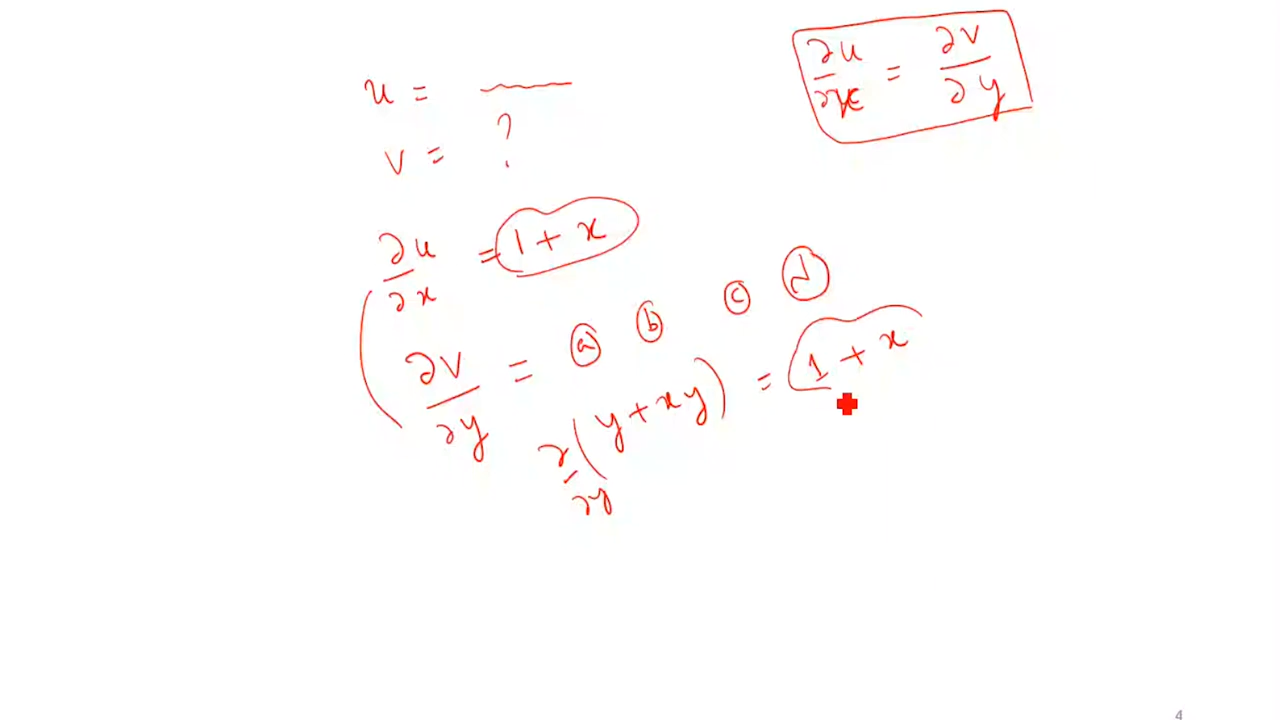 ∂u/∂x = ∂v/∂y
u =
v = ?
∂u/∂x = 1 + x
∂v/∂y = ⓐ ⓑ ⓒ ⓓ
∂/∂y (y + xy) = 1 + x
4